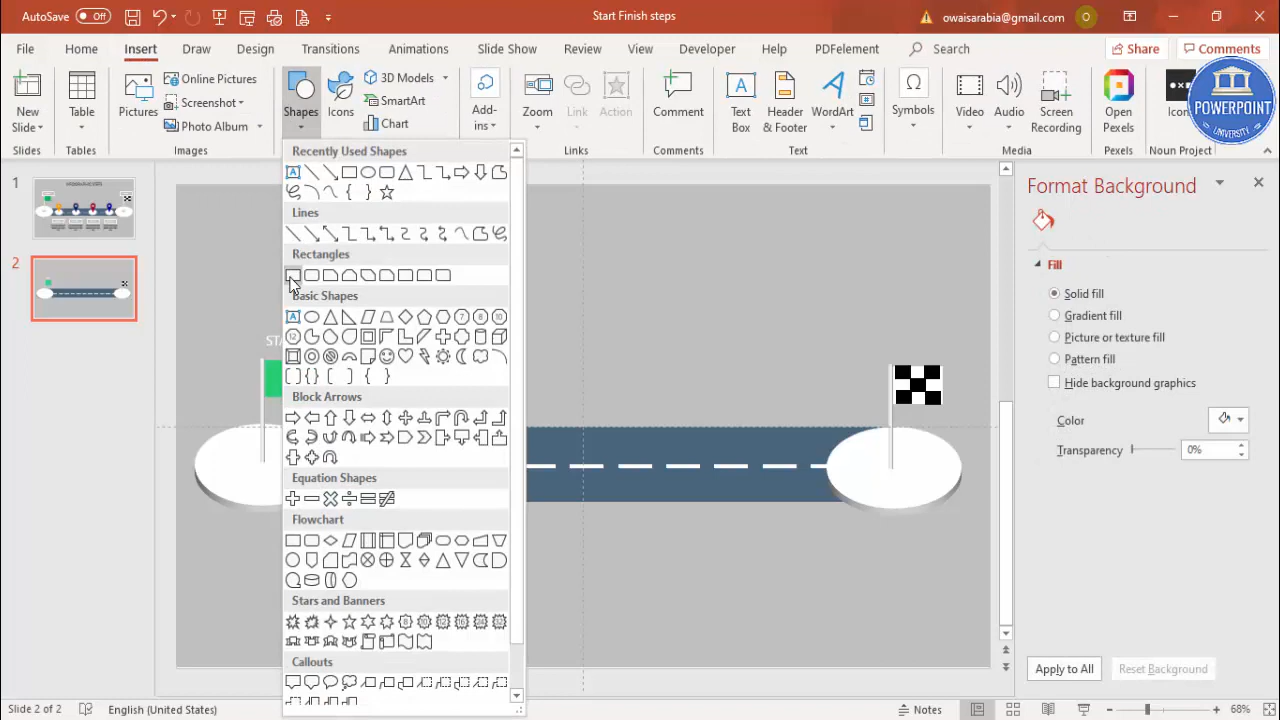 AutoSave Off
Start Finish steps
owaisarabia@gmail.com
O
File Home Insert Draw Design Transitions Animations Slide Show Review View Developer Help PDFelement Search Share Comments
New Slide
Table
Pictures
Online Pictures
Screenshot
Photo Album
Shapes
Icons
3D Models
SmartArt
Chart
Add-ins
Zoom
Link
Action
Comment
Text Box
Header & Footer
WordArt
Symbols
Video
Audio
Screen Recording
Open Pexels
POWERPOINT
UNIVERSITY
Slides Tables Images Links Comments Text Media Pexels Noun Project
Recently Used Shapes
Lines
Rectangles
Basic Shapes
Block Arrows
Equation Shapes
Flowchart
Stars and Banners
Callouts
1
2
STA
Format Background
Fill
Solid fill
Gradient fill
Picture or texture fill
Pattern fill
Hide background graphics
Color
Transparency 0%
Apply to All Reset Background
Slide 2 of 2 English (United States) Notes 68%